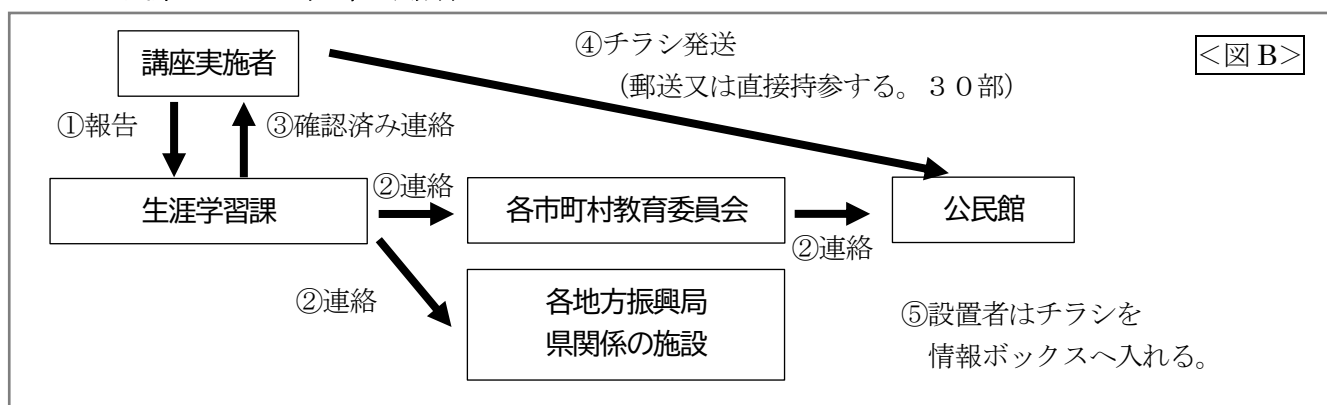 <図B>
講座実施者
④チラシ発送
(郵送又は直接持参する。３０部)
①報告
③確認済み連絡
生涯学習課
②連絡
各市町村教育委員会
②連絡
公民館
②連絡
各地方振興局
県関係の施設
⑤設置者はチラシを
情報ボックスへ入れる。